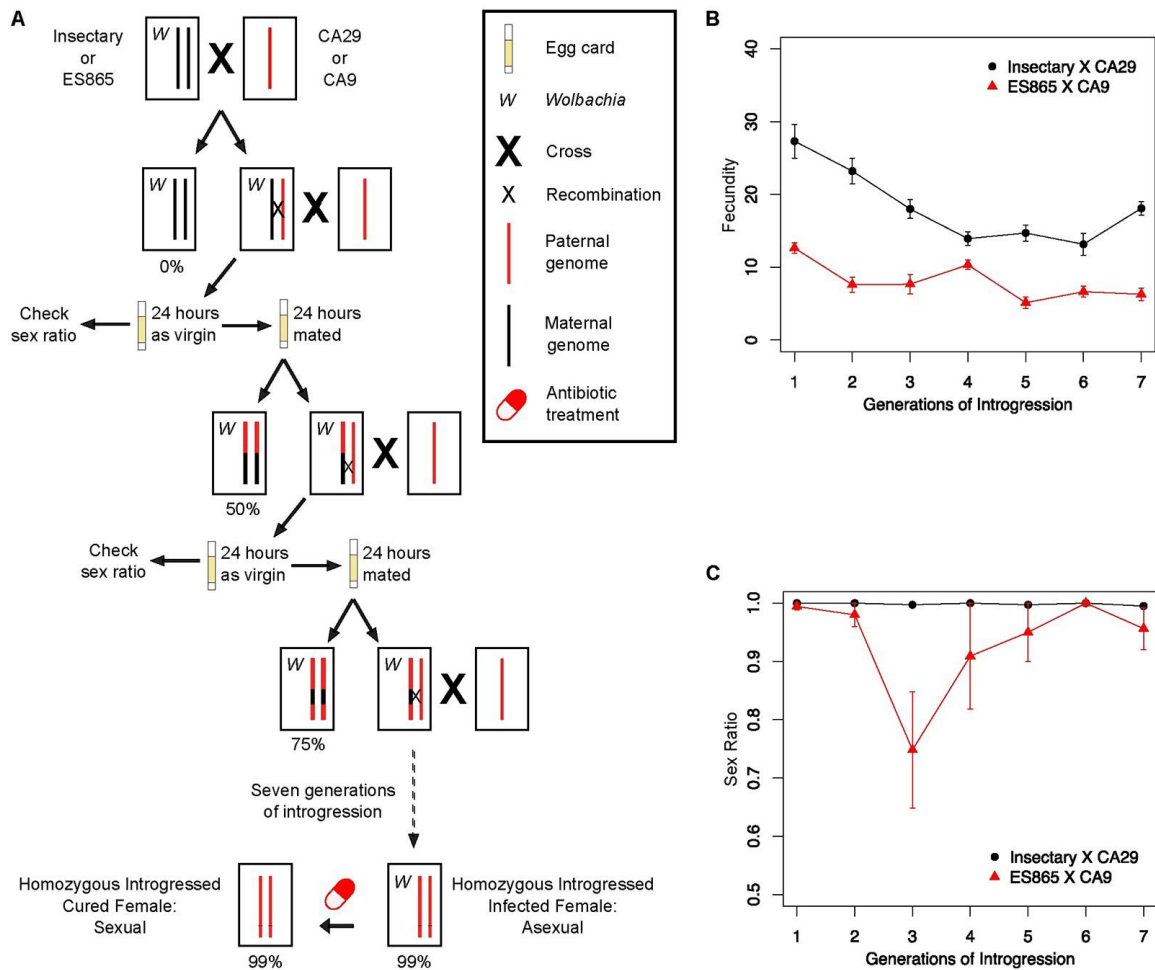 A
Insectary
or
ES865
W
CA29
or
CA9
W
W
0%
Check
sex ratio
24 hours
as virgin
24 hours
mated
W
W
50%
Check
sex ratio
24 hours
as virgin
24 hours
mated
W
W
75%
Seven generations
of introgression
Homozygous Introgressed
Cured Female:
Sexual
W
Homozygous Introgressed
Infected Female:
Asexual
99%
99%
Egg card
W
Wolbachia
Cross
Recombination
Paternal
genome
Maternal
genome
Antibiotic
treatment
B
Fecundity
40
30
20
10
0
Insectary X CA29
ES865 X CA9
1 2 3 4 5 6 7
Generations of Introgression
C
Sex Ratio
1.0
0.9
0.8
0.7
0.6
0.5
Insectary X CA29
ES865 X CA9
1 2 3 4 5 6 7
Generations of Introgression